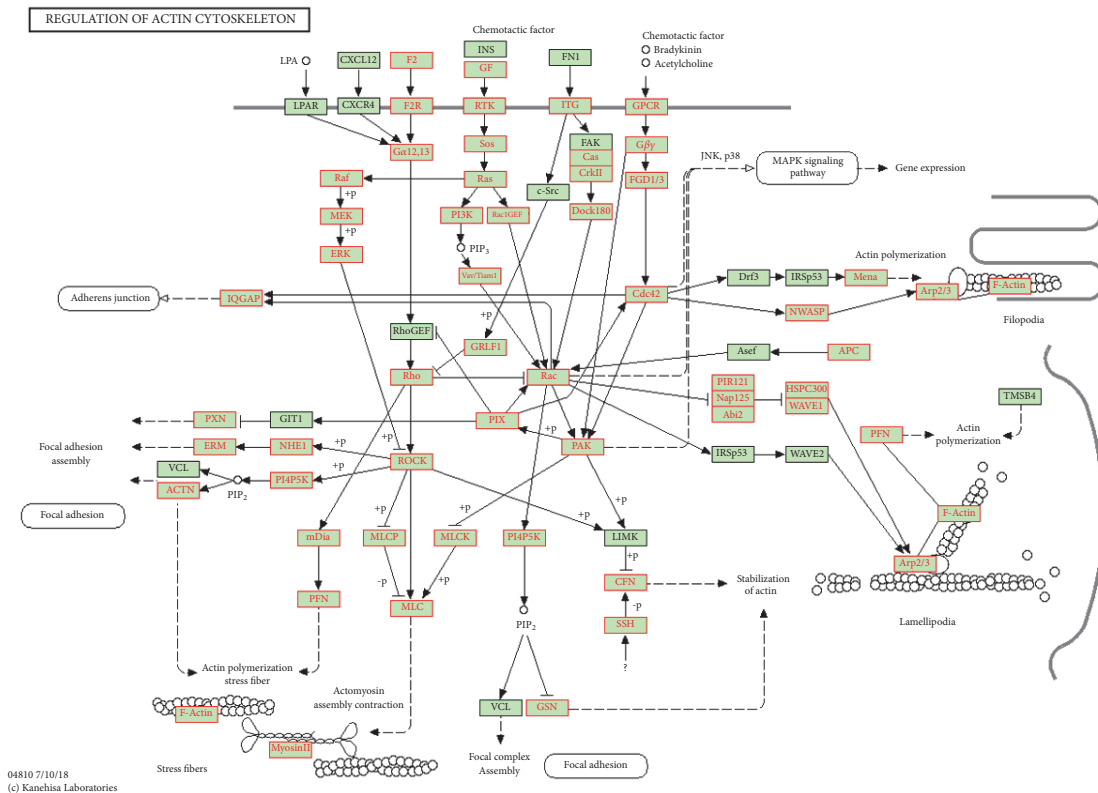 REGULATION OF ACTIN CYTOSKELETON
Chemotactic factor
Chemotactic factor
Bradykinin
Acetylcholine
LPA
CXCL12
F2
INS
GF
FN1
LPAR
CXCR4
F2R
RTK
ITG
GPCR
Gα12,13
Sos
FAK
Cas
CrkII
Gβγ
JNK, p38
MAPK signaling
pathway
Gene expression
Raf
Ras
c-Src
FGD1/3
+p
MEK
PI3K
Rac1GEF
Dock180
+p
ERK
PIP3
Vav/Tiam1
Actin polymerization
Drf3
IRSp53
Mena
Adherens junction
IQGAP
Cdc42
Arp2/3
F-Actin
NWASP
Filopodia
+p
RhoGEF
GRLF1
Asef
APC
Rho
Rac
PIR121
Nap125
Abi2
HSPC300
WAVE1
TMSB4
PXN
GIT1
PIX
PFN
Actin
polymerization
Focal adhesion
assembly
ERM
NHE1
+p
+p
PAK
IRSp53
WAVE2
VCL
ROCK
+p
ACTN
PIP2
PI4P5K
Focal adhesion
+p
+p
+p
F-Actin
mDia
MLCP
MLCK
PI4P5K
LIMK
+p
Arp2/3
-p
+p
CFN
Stabilization
of actin
PFN
MLC
-p
PIP2
SSH
Lamellipodia
?
Actin polymerization
stress fiber
Actomyosin
assembly contraction
F-Actin
VCL
GSN
MyosinII
Stress fibers
Focal complex
Assembly
Focal adhesion
04810 7/10/18
(c) Kanehisa Laboratories